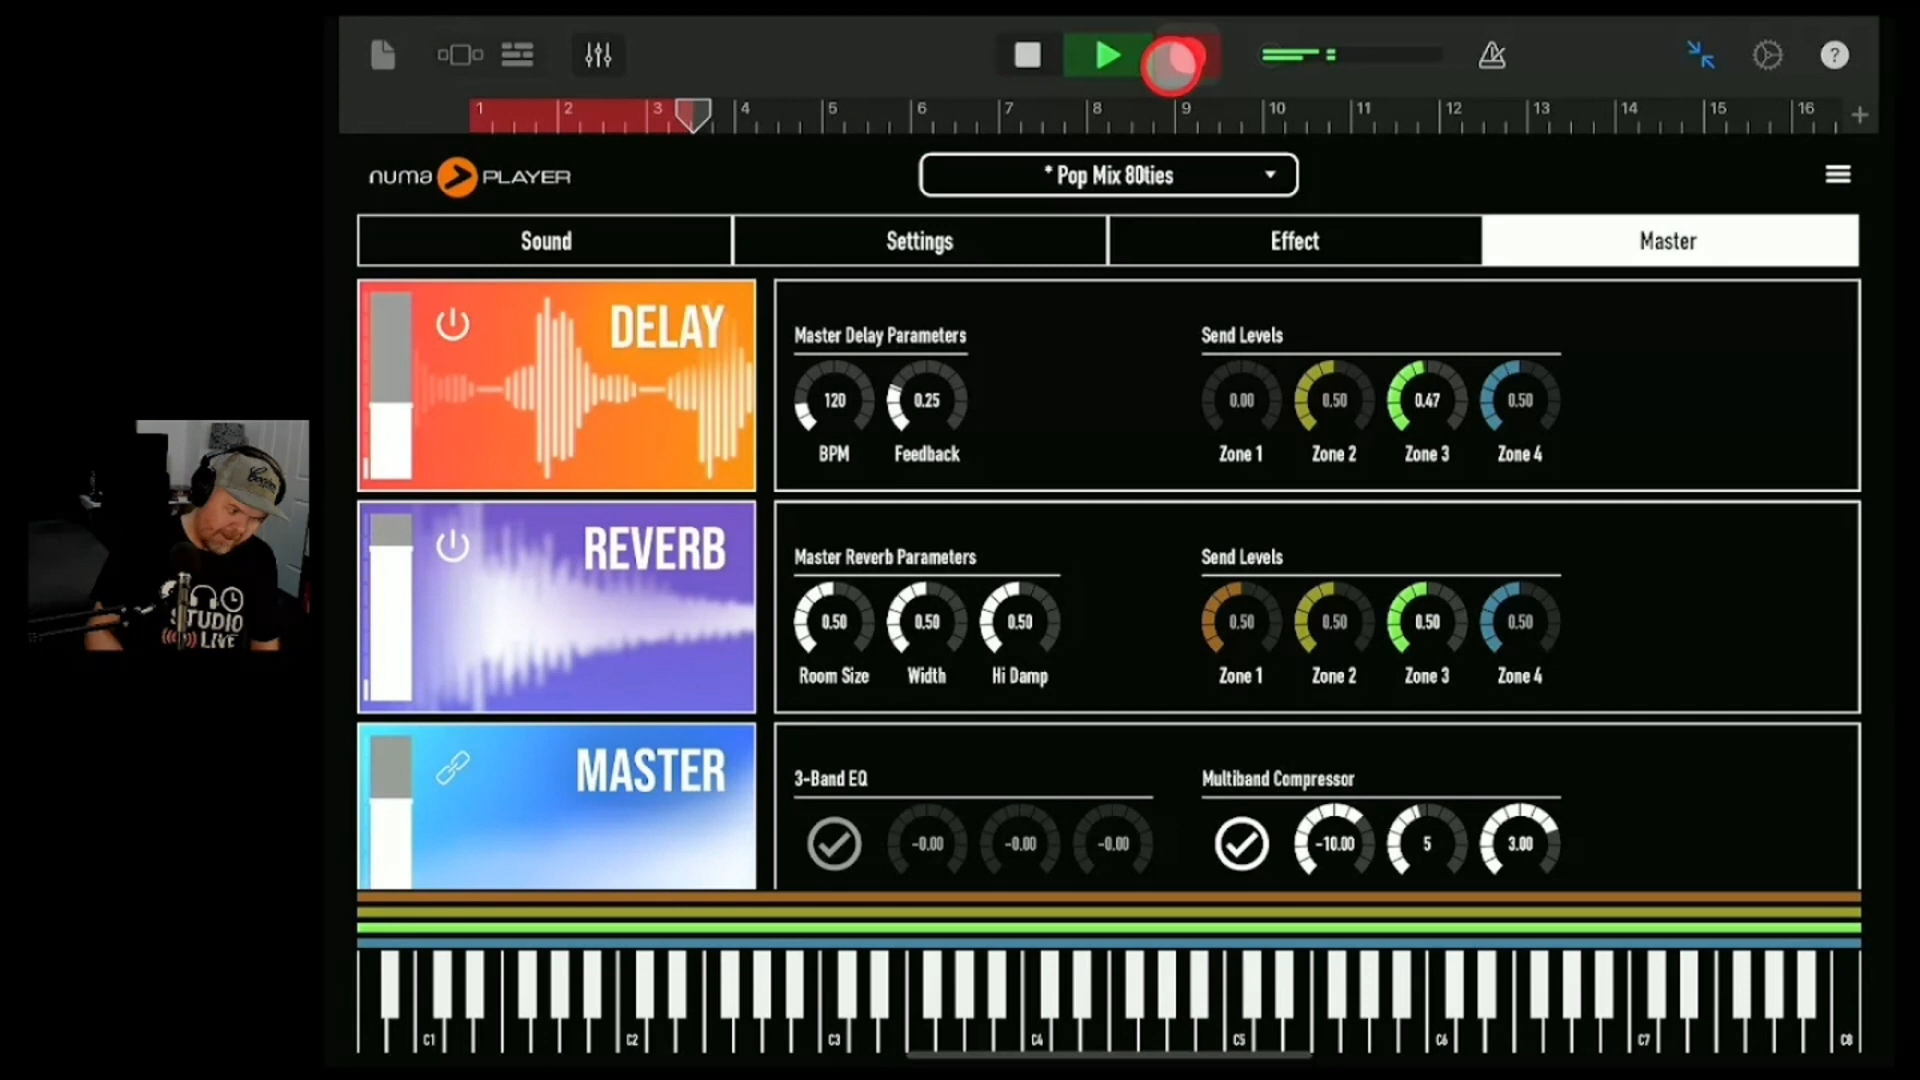 1 2 3 4 5 6 7 8 9 10 11 12 13 14 15 16 +
?
numa PLAYER
* Pop Mix 80ties
Sound Settings Effect Master
DELAY
Master Delay Parameters Send Levels
120 0.25 0.00 0.50 0.47 0.50
BPM Feedback Zone 1 Zone 2 Zone 3 Zone 4
REVERB
Master Reverb Parameters Send Levels
0.50 0.50 0.50 0.50 0.50 0.50 0.50
Room Size Width Hi Damp Zone 1 Zone 2 Zone 3 Zone 4
STUDIO
LIVE
MASTER
3-Band EQ Multiband Compressor
-0.00 -0.00 -0.00 -10.00 5 3.00
C1 C2 C3 C4 C5 C6 C7 C8